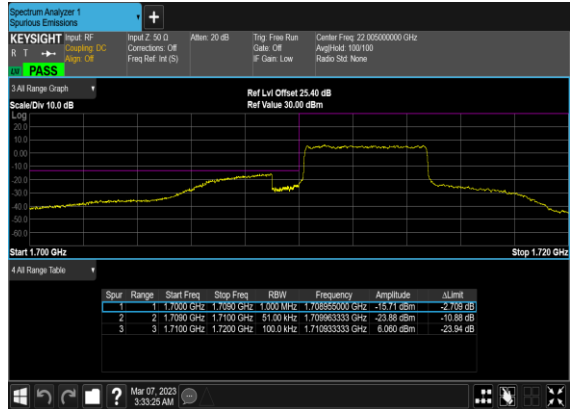 Spectrum Analyzer 1
Spurious Emissions
+
KEYSIGHT Input: RF Input Z: 50 Ω Atten: 20 dB Trig: Free Run Center Freq: 22.005000000 GHz
R T Coupling: DC Corrections: Off Gate: Off Avg|Hold: 100/100
Align: Off Freq Ref: Int (S) IF Gain: Low Radio Std: None
PASS
3 All Range Graph
Ref Lvl Offset 25.40 dB
Scale/Div 10.0 dB Ref Value 30.00 dBm
Log
20.0
10.0
0.00
-10.0
-20.0
-30.0
-40.0
-50.0
-60.0
Start 1.700 GHz Stop 1.720 GHz
4 All Range Table
Spur Range Start Freq Stop Freq RBW Frequency Amplitude ΔLimit
1 1 1.7000 GHz 1.7090 GHz 1.000 MHz 1.708955000 GHz -15.71 dBm -2.709 dB
2 2 1.7090 GHz 1.7100 GHz 51.00 kHz 1.709963333 GHz -23.88 dBm -10.88 dB
3 3 1.7100 GHz 1.7200 GHz 100.0 kHz 1.710933333 GHz 6.060 dBm -23.94 dB
?
Mar 07, 2023
3:33:25 AM